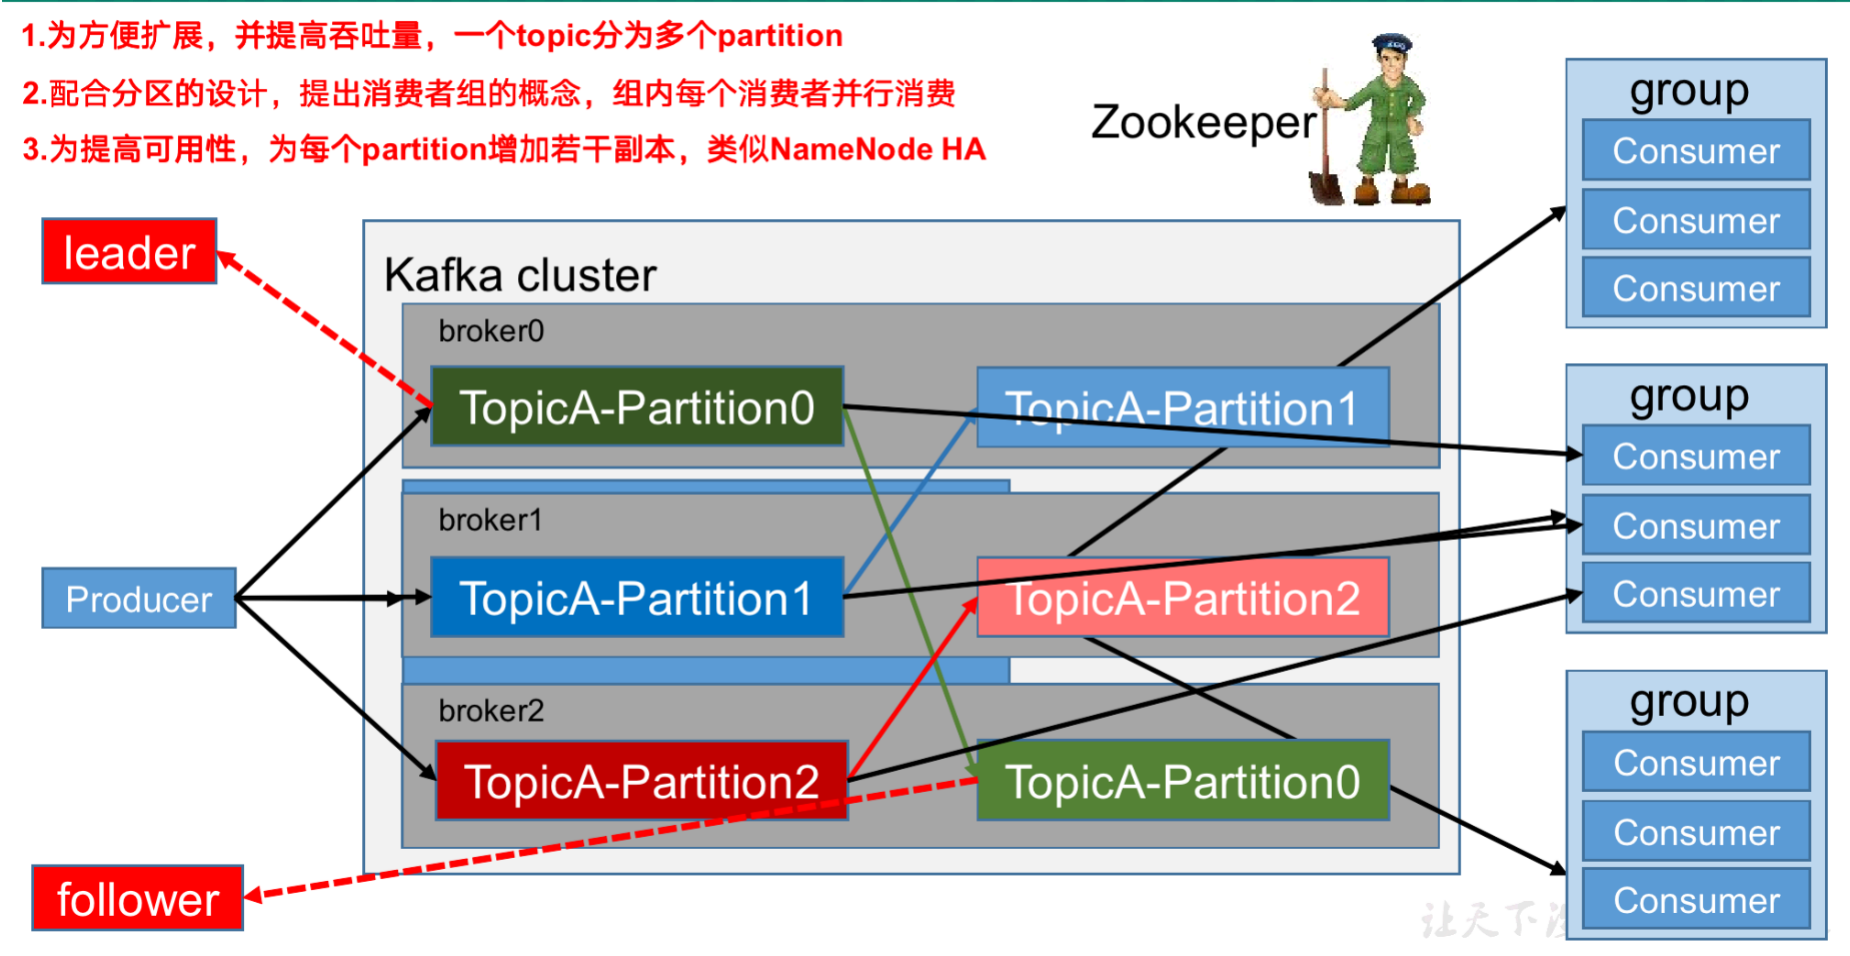 1.为方便扩展，并提高吞吐量，一个topic分为多个partition
2.配合分区的设计，提出消费者组的概念，组内每个消费者并行消费
3.为提高可用性，为每个partition增加若干副本，类似NameNode HA
Zookeeper
group
Consumer
Consumer
Consumer
leader
Kafka cluster
broker0
TopicA-Partition0
TopicA-Partition1
group
Consumer
Consumer
Consumer
broker1
Producer
TopicA-Partition1
TopicA-Partition2
broker2
TopicA-Partition2
TopicA-Partition0
group
Consumer
Consumer
Consumer
follower
让天下没